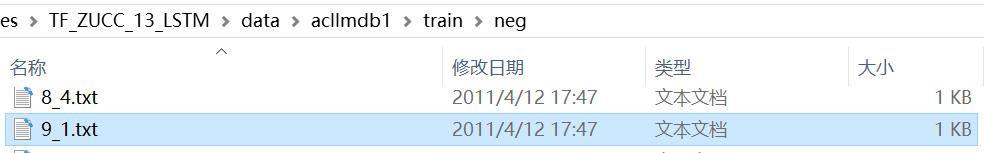 es > TF_ZUCC_13_LSTM > data > aclImdb1 > train > neg
名称 修改日期 类型 大小
8_4.txt 2011/4/12 17:47 文本文档 1 KB
9_1.txt 2011/4/12 17:47 文本文档 1 KB